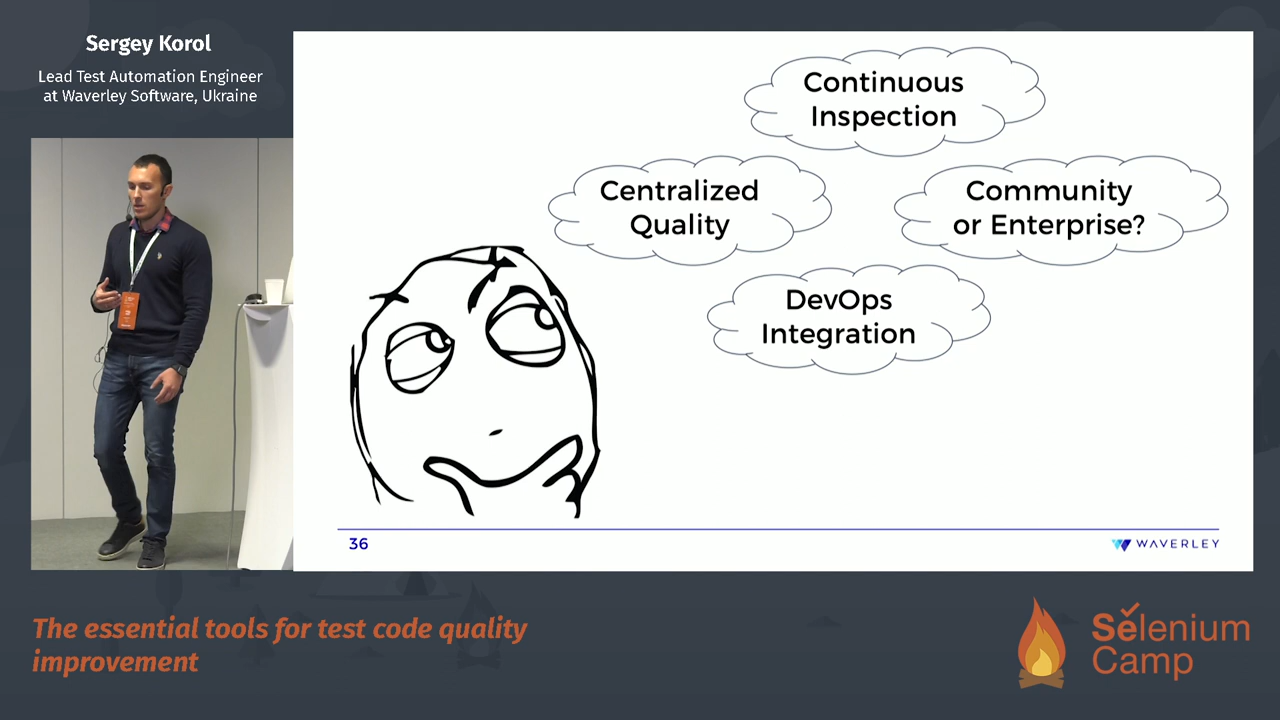 Sergey Korol
Lead Test Automation Engineer
at Waverley Software, Ukraine
Continuous
Inspection
Centralized
Quality
Community
or Enterprise?
DevOps
Integration
36
WAVERLEY
The essential tools for test code quality
improvement
Selenium
Camp